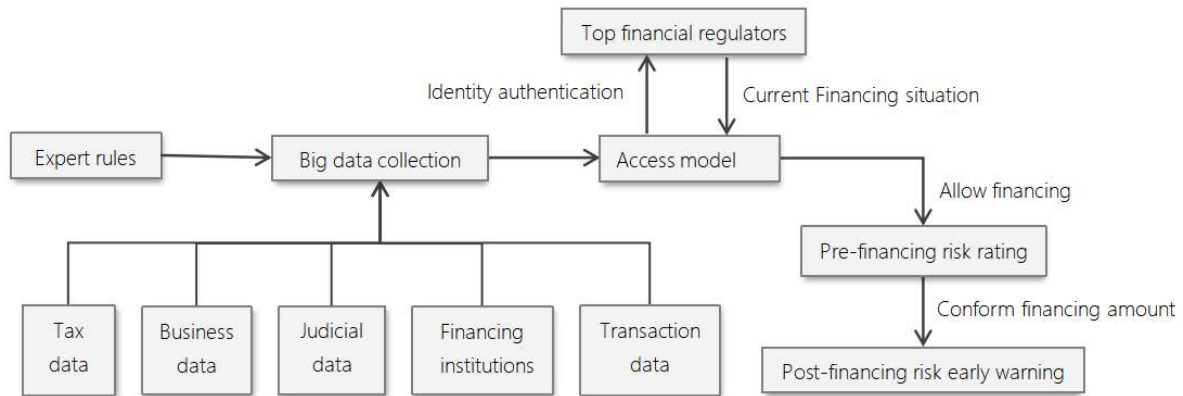 Top financial regulators
Identity authentication
Current Financing situation
Expert rules
Big data collection
Access model
Allow financing
Pre-financing risk rating
Conform financing amount
Tax
data
Business
data
Judicial
data
Financing
institutions
Transaction
data
Post-financing risk early warning